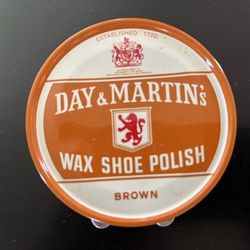 ESTABLISHED 1770.
DAY & MARTIN'S
WAX SHOE POLISH
BROWN